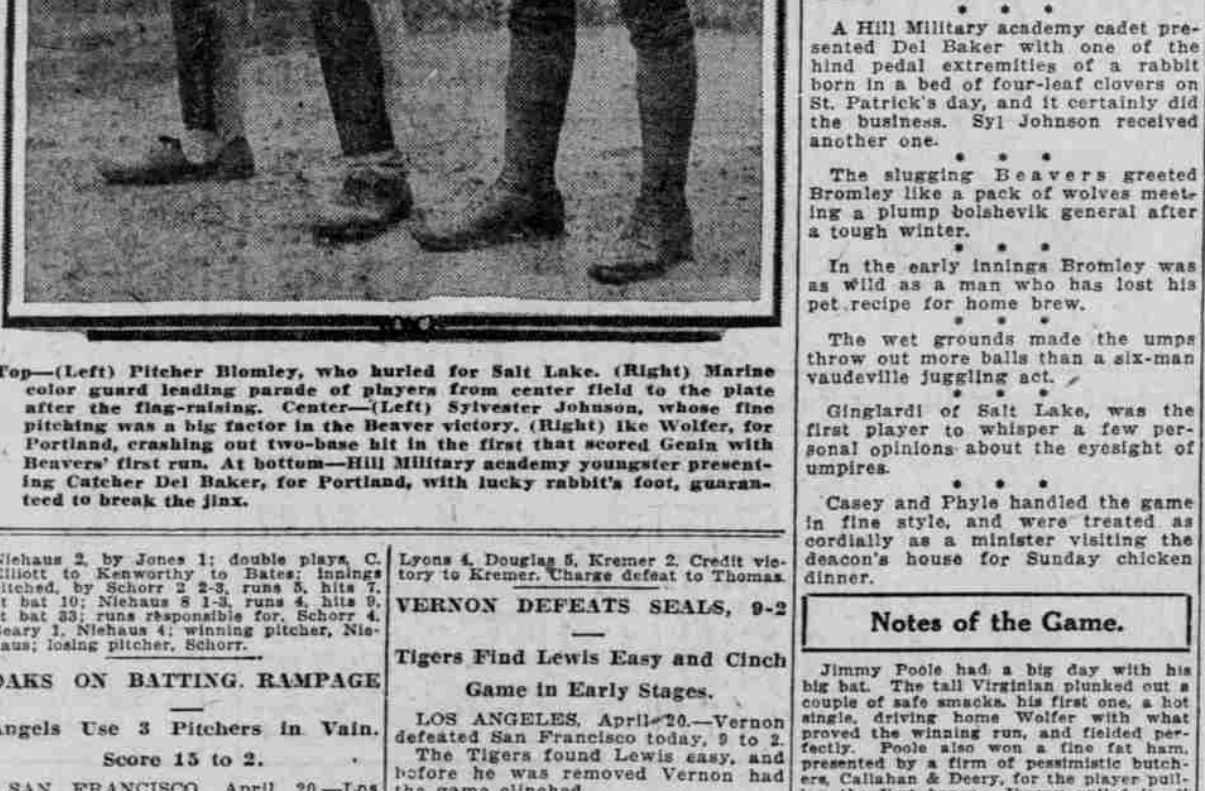 Top—(Left) Pitcher Blomley, who hurled for Salt Lake. (Right) Marine
color guard leading parade of players from center field to the plate
after the flag-raising. Center—(Left) Sylvester Johnson, whose fine
pitching was a big factor in the Beaver victory. (Right) Ike Wolfer, for
Portland, crashing out two-base hit in the first that scored Genin with
Beavers' first run. At bottom—Hill Military academy youngster present-
ing Catcher Del Baker, for Portland, with lucky rabbit's foot, guaran-
teed to break the jinx.
Niehaus 2, by Jones 1; double plays, C.
Elliott to Kenworthy to Bates; innings
pitched, by Schorr 2 2-3, runs 5, hits 7,
at bat 10; Niehaus 8 1-3, runs 4, hits 9,
at bat 33; runs responsible for, Schorr 4,
Geary 1, Niehaus 4; winning pitcher, Nie-
haus; losing pitcher, Schorr.
OAKS ON BATTING RAMPAGE
Angels Use 3 Pitchers in Vain.
Score 15 to 2.
SAN FRANCISCO, April 20.—Los
Lyons 4, Douglas 5, Kremer 2. Credit vic-
tory to Kremer. Charge defeat to Thomas.
VERNON DEFEATS SEALS, 9-2
Tigers Find Lewis Easy and Cinch
Game in Early Stages.
LOS ANGELES, April 20.—Vernon
defeated San Francisco today, 9 to 2.
The Tigers found Lewis easy, and
before he was removed Vernon had
the game clinched.
* * *
A Hill Military academy cadet pre-
sented Del Baker with one of the
hind pedal extremities of a rabbit
born in a bed of four-leaf clovers on
St. Patrick's day, and it certainly did
the business. Syl Johnson received
another one.
* * *
The slugging Beavers greeted
Bromley like a pack of wolves meet-
ing a plump bolshevik general after
a tough winter.
* * *
In the early innings Bromley was
as wild as a man who has lost his
pet recipe for home brew.
* * *
The wet grounds made the umps
throw out more balls than a six-man
vaudeville juggling act.
* * *
Ginglardi of Salt Lake, was the
first player to whisper a few per-
sonal opinions about the eyesight of
umpires.
* * *
Casey and Phyle handled the game
in fine style, and were treated as
cordially as a minister visiting the
deacon's house for Sunday chicken
dinner.
Notes of the Game.
Jimmy Poole had a big day with his
big bat. The tall Virginian plunked out a
couple of safe smacks, his first one, a hot
single, driving home Wolfer with what
proved the winning run, and fielded per-
fectly. Poole also won a fine fat ham,
presented by a firm of pessimistic butch-
ers, Callahan & Deery, for the player pull-